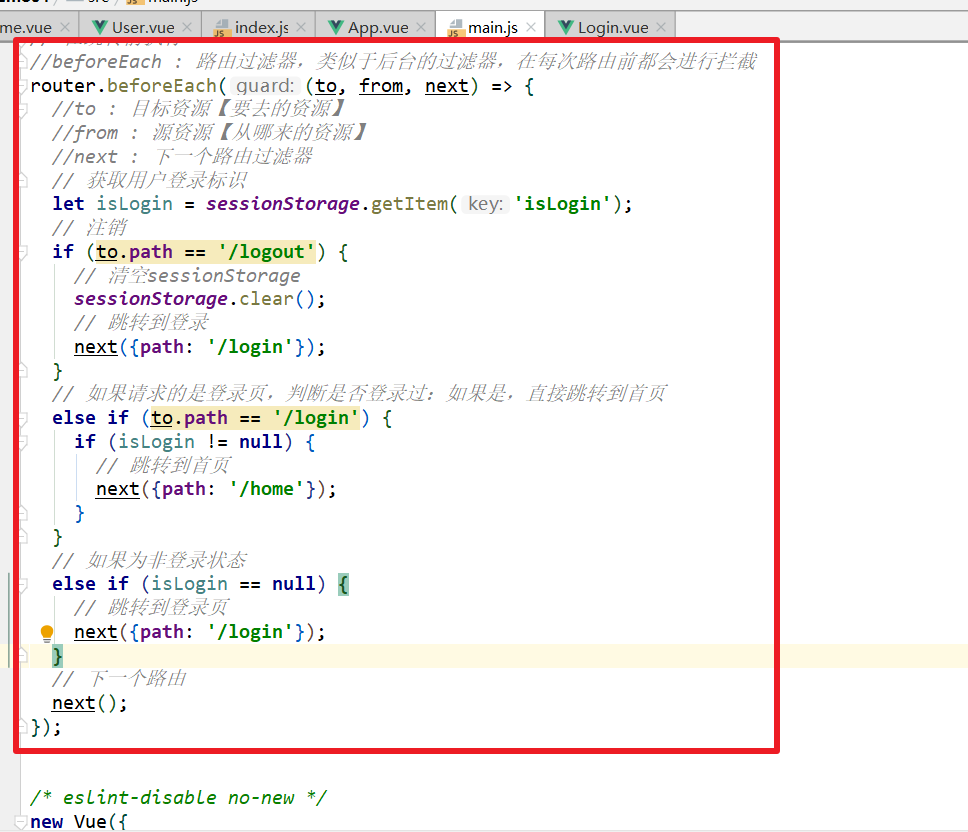 src
main.js
me.vue
User.vue
index.js
App.vue
main.js
Login.vue
//beforeEach : 路由过滤器，类似于后台的过滤器，在每次路由前都会进行拦截
router.beforeEach( guard: (to, from, next) => {
//to : 目标资源【要去的资源】
//from : 源资源【从哪来的资源】
//next : 下一个路由过滤器
// 获取用户登录标识
let isLogin = sessionStorage.getItem( key: 'isLogin');
// 注销
if (to.path == '/logout') {
// 清空sessionStorage
sessionStorage.clear();
// 跳转到登录
next({path: '/login'});
}
// 如果请求的是登录页，判断是否登录过：如果是，直接跳转到首页
else if (to.path == '/login') {
if (isLogin != null) {
// 跳转到首页
next({path: '/home'});
}
}
// 如果为非登录状态
else if (isLogin == null) {
// 跳转到登录页
next({path: '/login'});
}
// 下一个路由
next();
});
/* eslint-disable no-new */
new Vue({